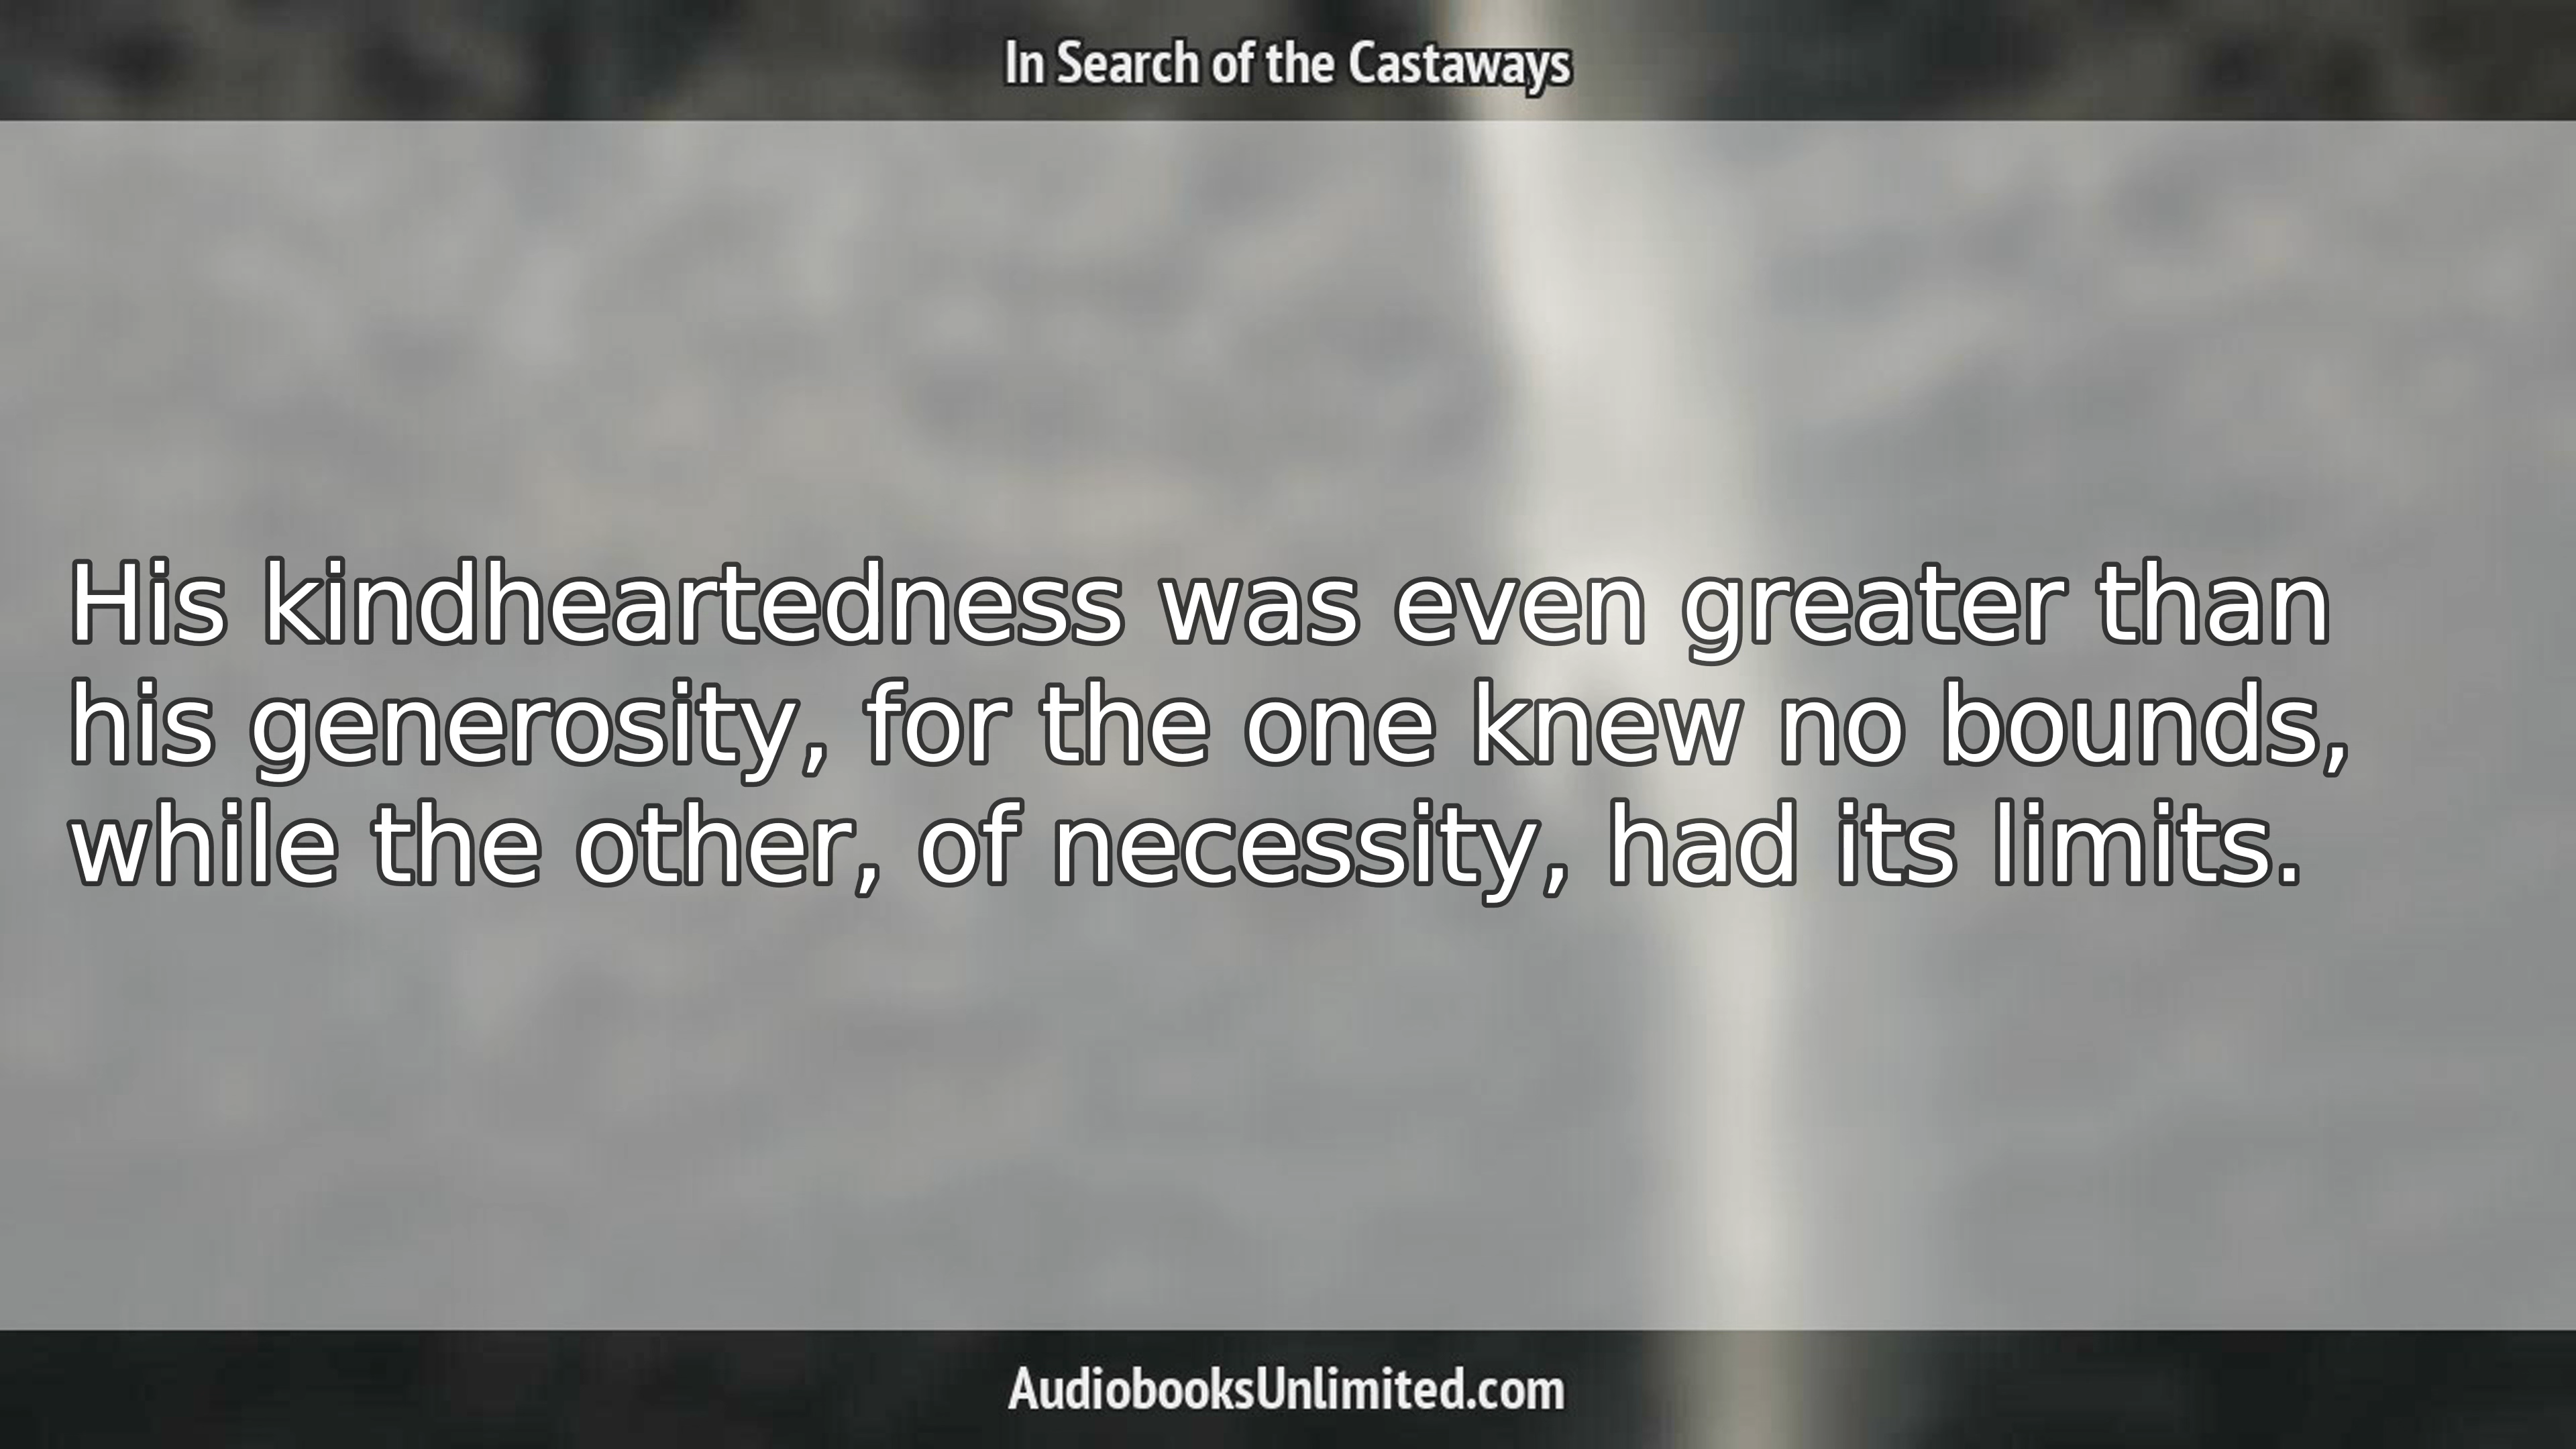 In Search of the Castaways
His kindheartedness was even greater than
his generosity, for the one knew no bounds,
while the other, of necessity, had its limits.
AudiobooksUnlimited.com